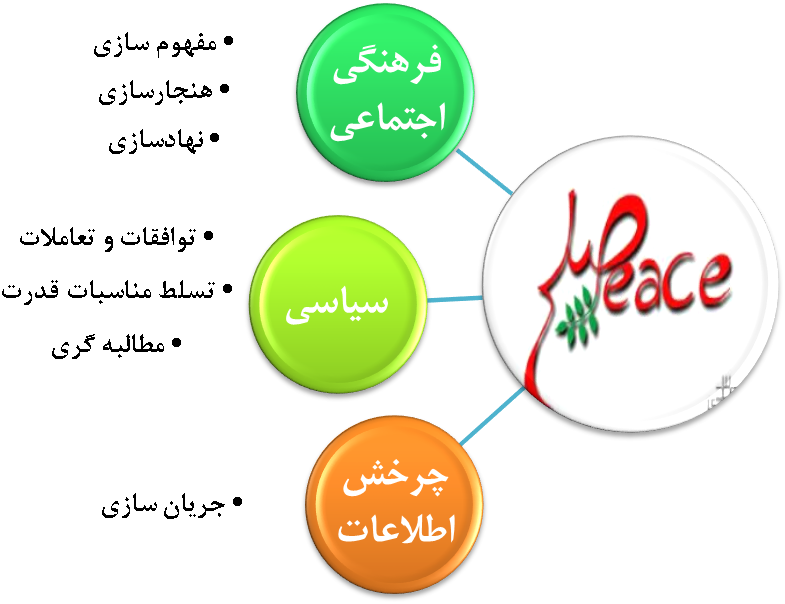 فرهنگی
اجتماعی
• مفهوم سازی
• هنجارسازی
• نهادسازی
Peace
سیاسی
• توافقات و تعاملات
• تسلط مناسبات قدرت
• مطالبه گری
چرخش
اطلاعات
• جریان سازی